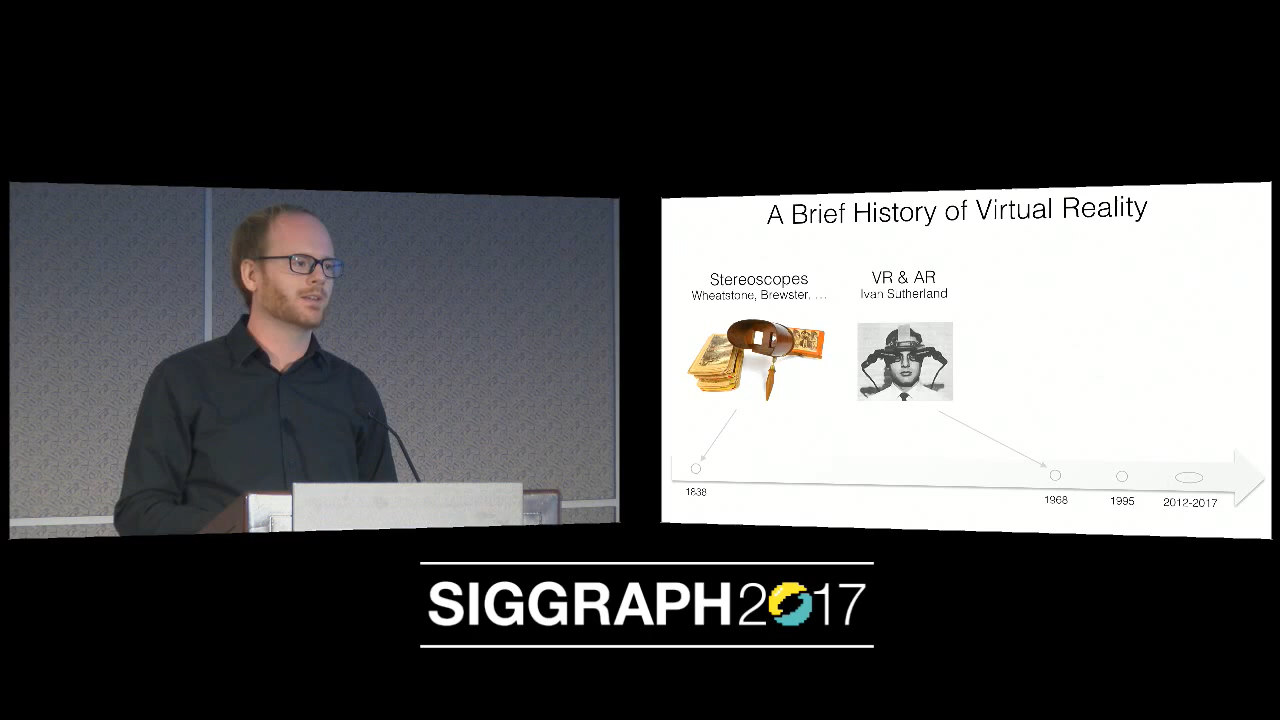 A Brief History of Virtual Reality
Stereoscopes
Wheatstone, Brewster, ...
VR & AR
Ivan Sutherland
1838
1968
1995
2012-2017
SIGGRAPH2017